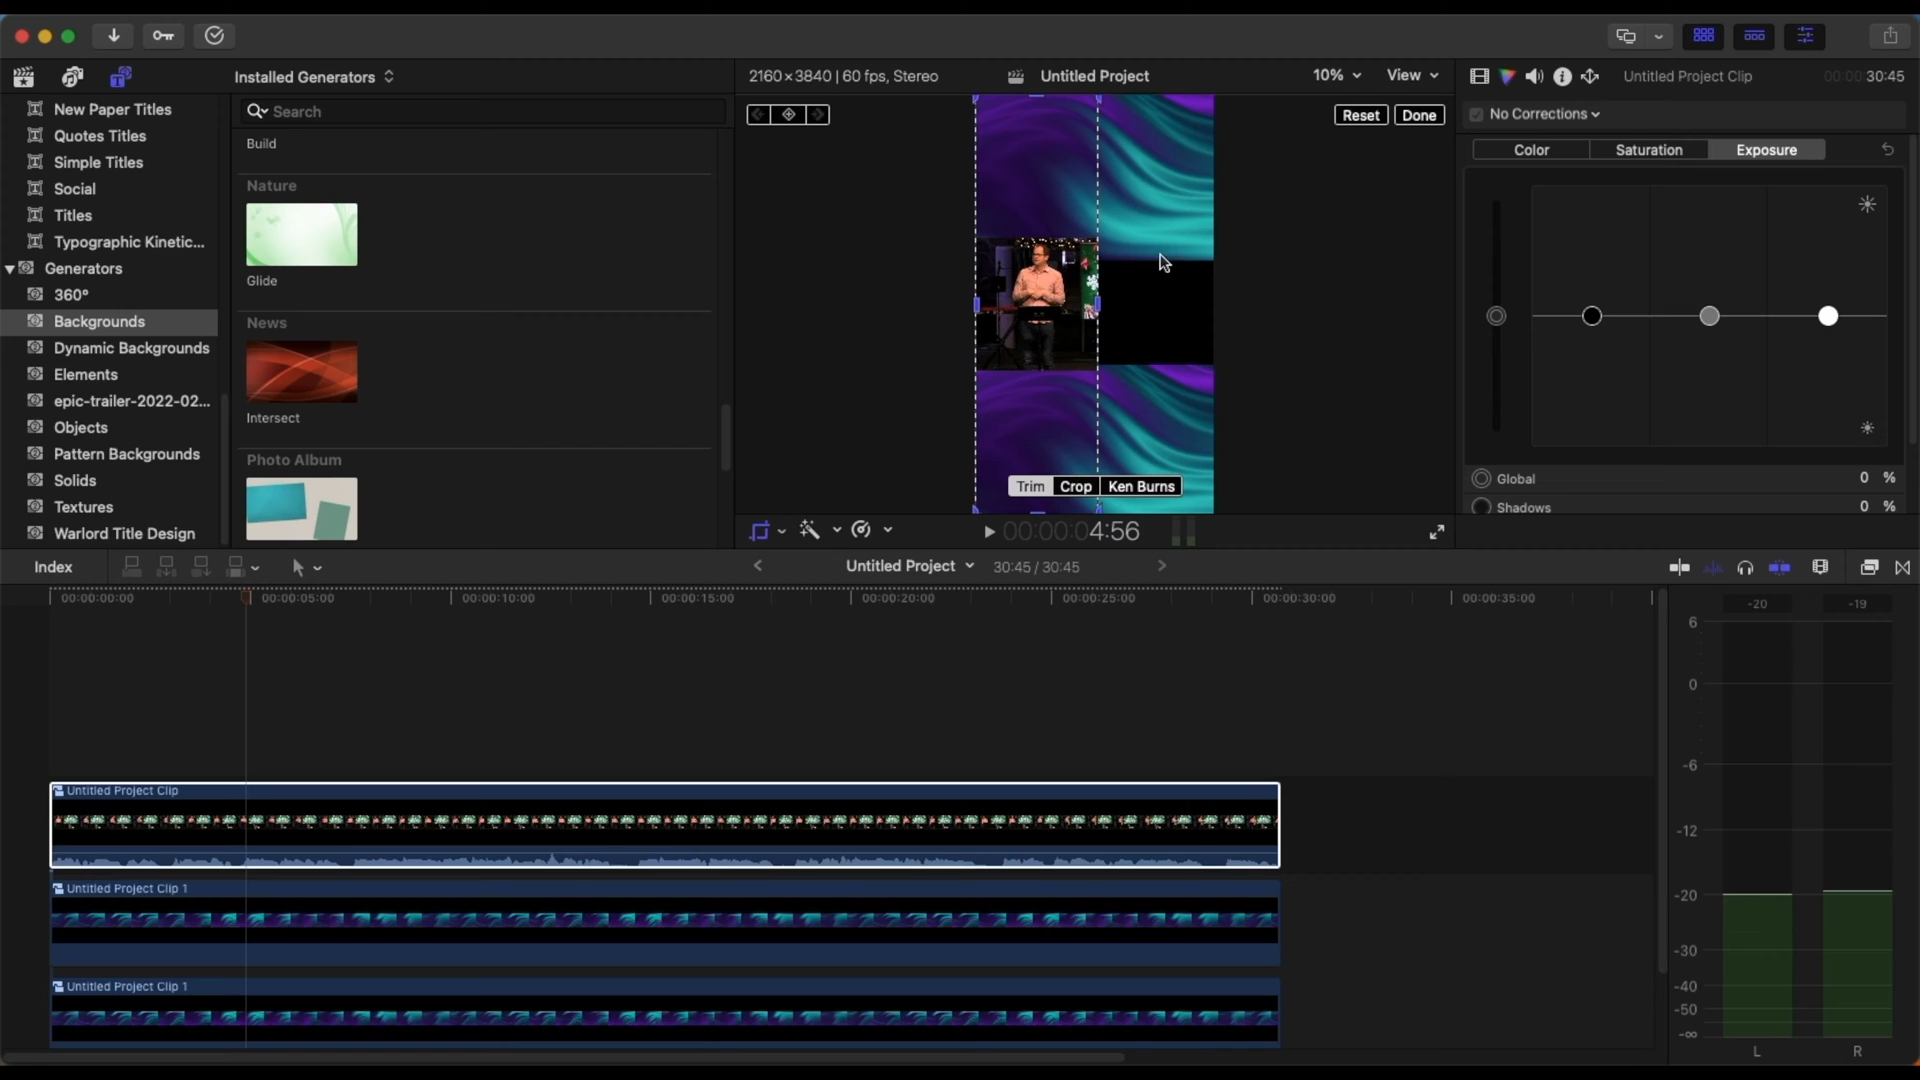 Installed Generators
2160×3840 | 60 fps, Stereo
Untitled Project
10%
View
Untitled Project Clip
00:00:30:45
New Paper Titles
Quotes Titles
Simple Titles
Social
Titles
Typographic Kinetic...
Generators
360°
Backgrounds
Dynamic Backgrounds
Elements
epic-trailer-2022-02...
Objects
Pattern Backgrounds
Solids
Textures
Warlord Title Design
Search
Build
Nature
Glide
News
Intersect
Photo Album
Reset
Done
Trim
Crop
Ken Burns
00:00:04:56
No Corrections
Color
Saturation
Exposure
Global
0 %
Shadows
0 %
Index
Untitled Project
30:45 / 30:45
00:00:00:00
00:00:05:00
00:00:10:00
00:00:15:00
00:00:20:00
00:00:25:00
00:00:30:00
00:00:35:00
Untitled Project Clip
Untitled Project Clip 1
Untitled Project Clip 1
-20
-19
6
0
-6
-12
-20
-30
-40
-50
-∞
L
R